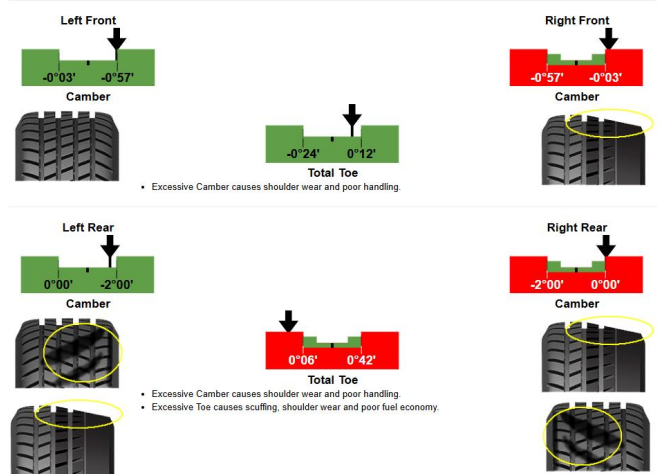 Left Front
Right Front
-0°03' -0°57'
-0°57' -0°03'
Camber
Camber
-0°24' 0°12'
Total Toe
• Excessive Camber causes shoulder wear and poor handling.
Left Rear
Right Rear
0°00' -2°00'
-2°00' 0°00'
Camber
Camber
0°06' 0°42'
Total Toe
• Excessive Camber causes shoulder wear and poor handling.
• Excessive Toe causes scuffing, shoulder wear and poor fuel economy.